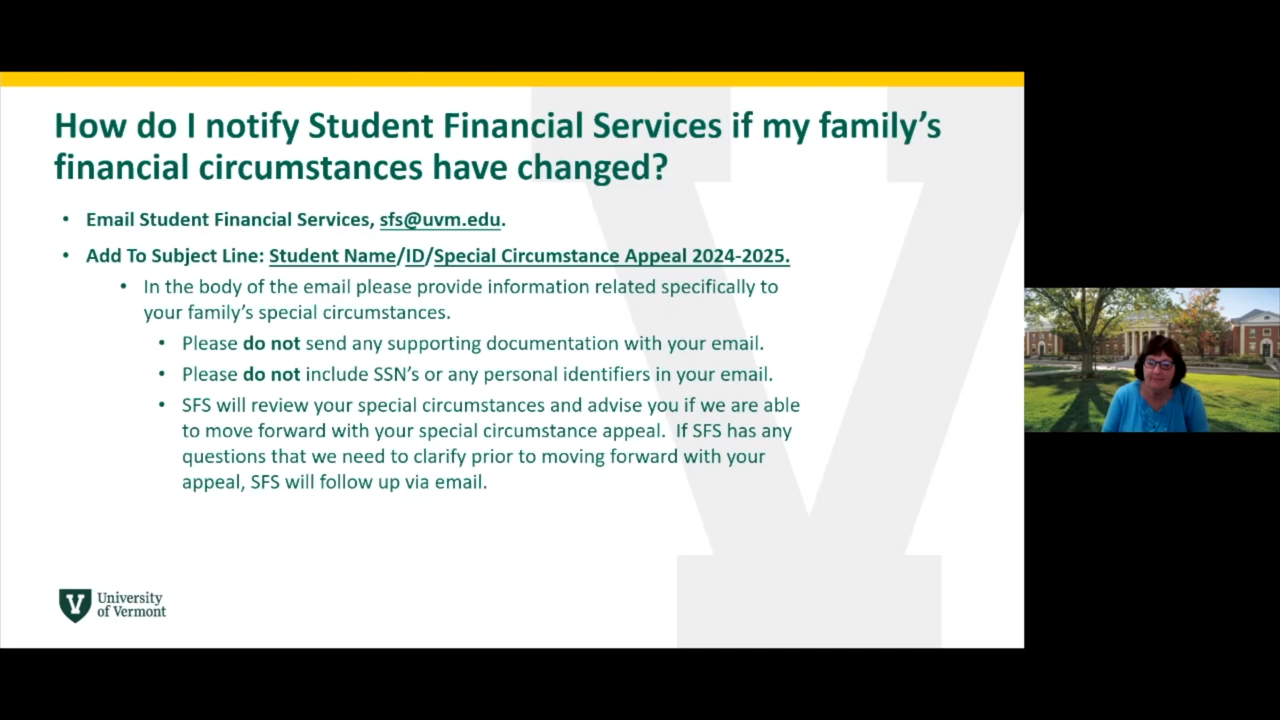 How do I notify Student Financial Services if my family’s
financial circumstances have changed?
• Email Student Financial Services, sfs@uvm.edu.
• Add To Subject Line: Student Name/ID/Special Circumstance Appeal 2024-2025.
• In the body of the email please provide information related specifically to
your family’s special circumstances.
• Please do not send any supporting documentation with your email.
• Please do not include SSN’s or any personal identifiers in your email.
• SFS will review your special circumstances and advise you if we are able
to move forward with your special circumstance appeal.  If SFS has any
questions that we need to clarify prior to moving forward with your
appeal, SFS will follow up via email.
V University
of Vermont